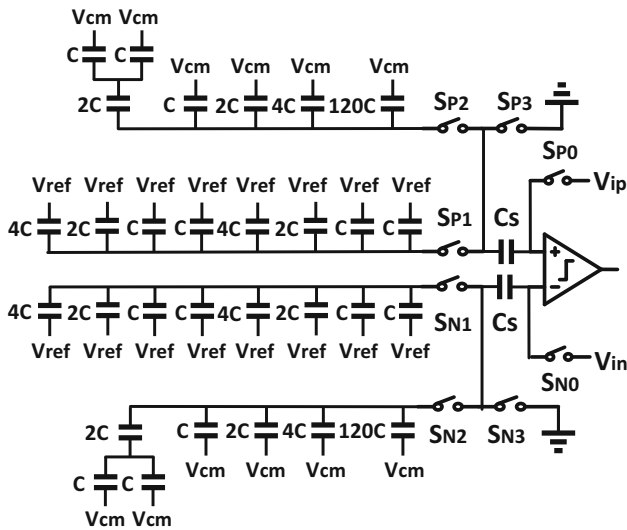 Vcm Vcm
C C Vcm Vcm Vcm Vcm
2C C 2C 4C 120C SP2 SP3
SP0
Vip
Vref Vref Vref Vref Vref Vref Vref Vref
4C 2C C C 4C 2C C C SP1 Cs
+
-
4C 2C C C 4C 2C C C SN1 Cs
Vref Vref Vref Vref Vref Vref Vref Vref
Vin
SN0
2C C 2C 4C 120C SN2 SN3
C C Vcm Vcm Vcm Vcm
Vcm Vcm